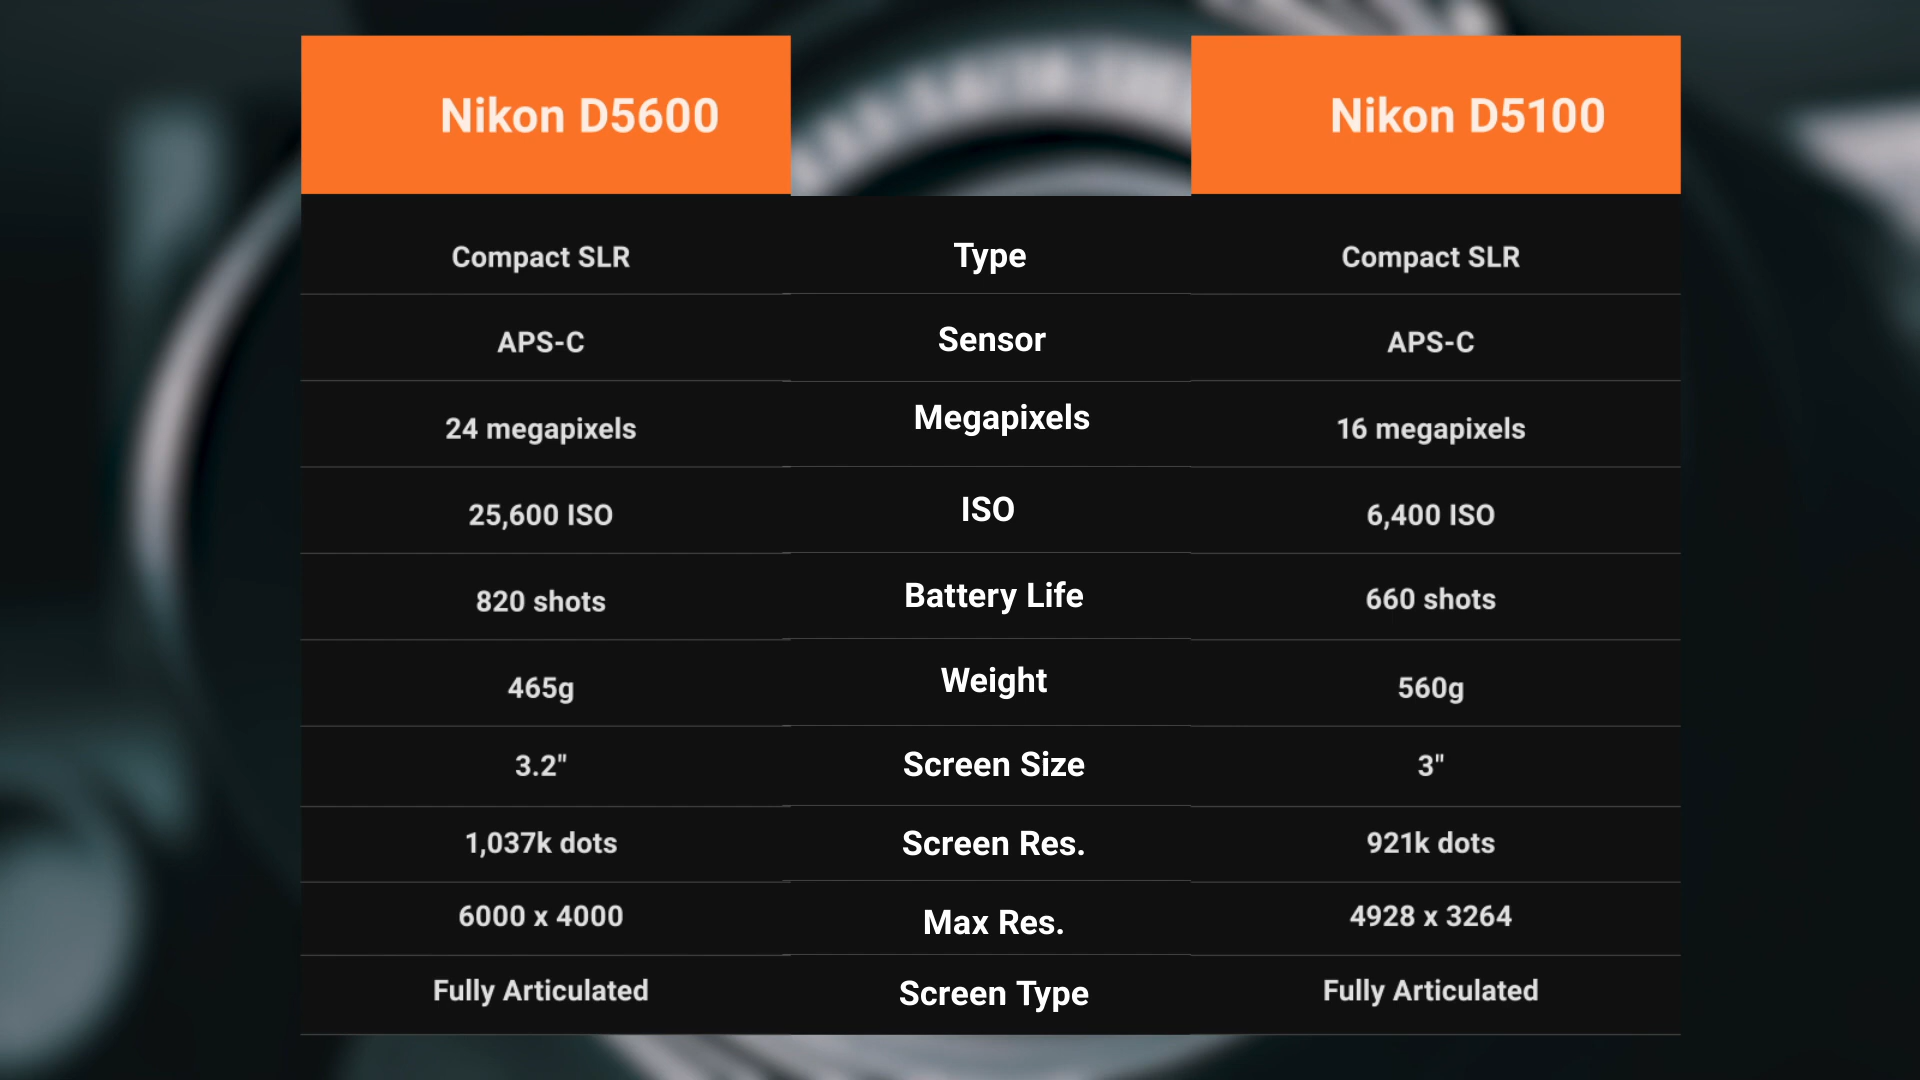 Nikon D5600 Nikon D5100
Compact SLR Type Compact SLR
APS-C Sensor APS-C
24 megapixels Megapixels 16 megapixels
25,600 ISO ISO 6,400 ISO
820 shots Battery Life 660 shots
465g Weight 560g
3.2" Screen Size 3"
1,037k dots Screen Res. 921k dots
6000 x 4000 Max Res. 4928 x 3264
Fully Articulated Screen Type Fully Articulated